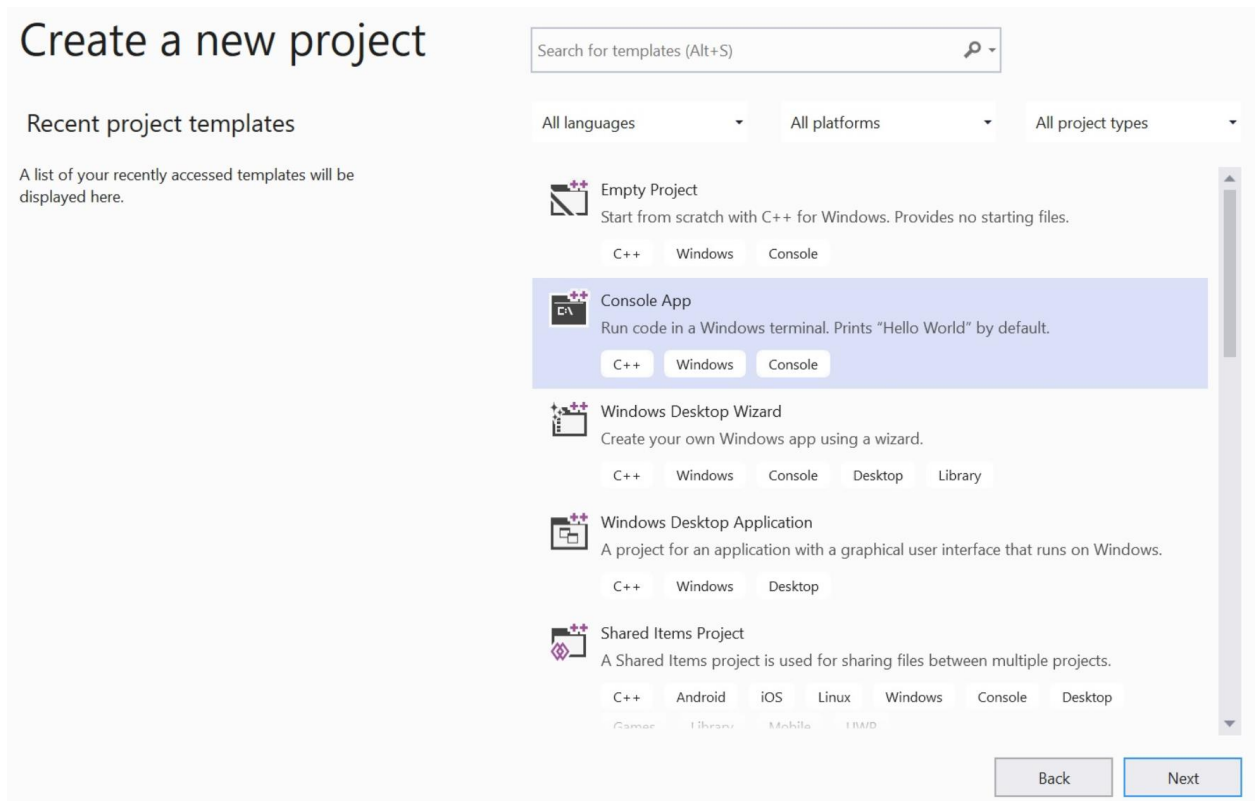 Create a new project
Search for templates (Alt+S)
Recent project templates
All languages
All platforms
All project types
A list of your recently accessed templates will be
displayed here.
Empty Project
Start from scratch with C++ for Windows. Provides no starting files.
C++ Windows Console
C:\
Console App
Run code in a Windows terminal. Prints “Hello World” by default.
C++ Windows Console
Windows Desktop Wizard
Create your own Windows app using a wizard.
C++ Windows Console Desktop Library
Windows Desktop Application
A project for an application with a graphical user interface that runs on Windows.
C++ Windows Desktop
Shared Items Project
A Shared Items project is used for sharing files between multiple projects.
C++ Android iOS Linux Windows Console Desktop
Games Library Mobile UWP
Back Next